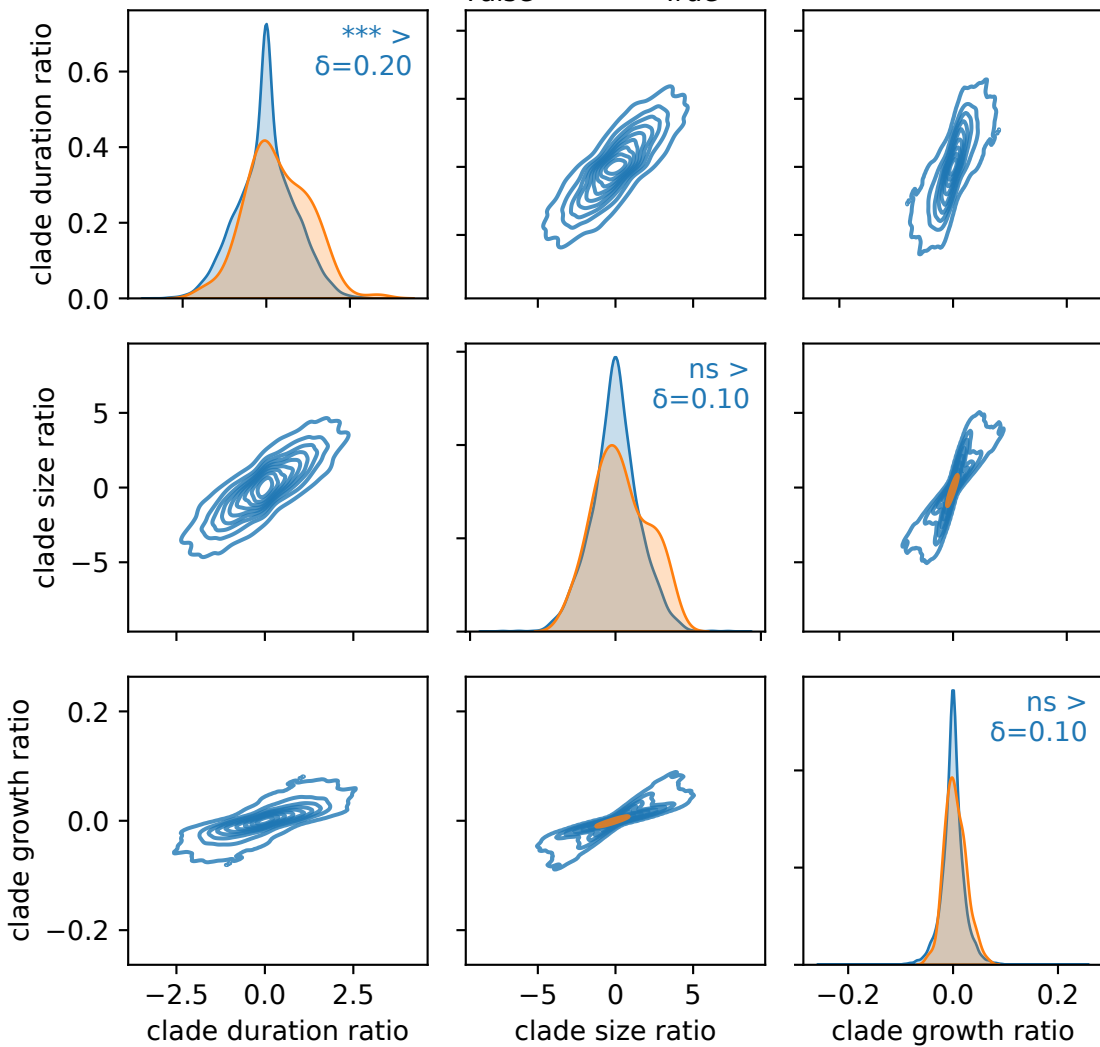 clade duration ratio
0.6
0.4
0.2
0.0
*** >
δ=0.20
clade size ratio
5
0
−5
ns >
δ=0.10
clade growth ratio
0.2
0.0
−0.2
ns >
δ=0.10
−2.5 0.0 2.5
−5 0 5
−0.2 0.0 0.2
clade duration ratio
clade size ratio
clade growth ratio